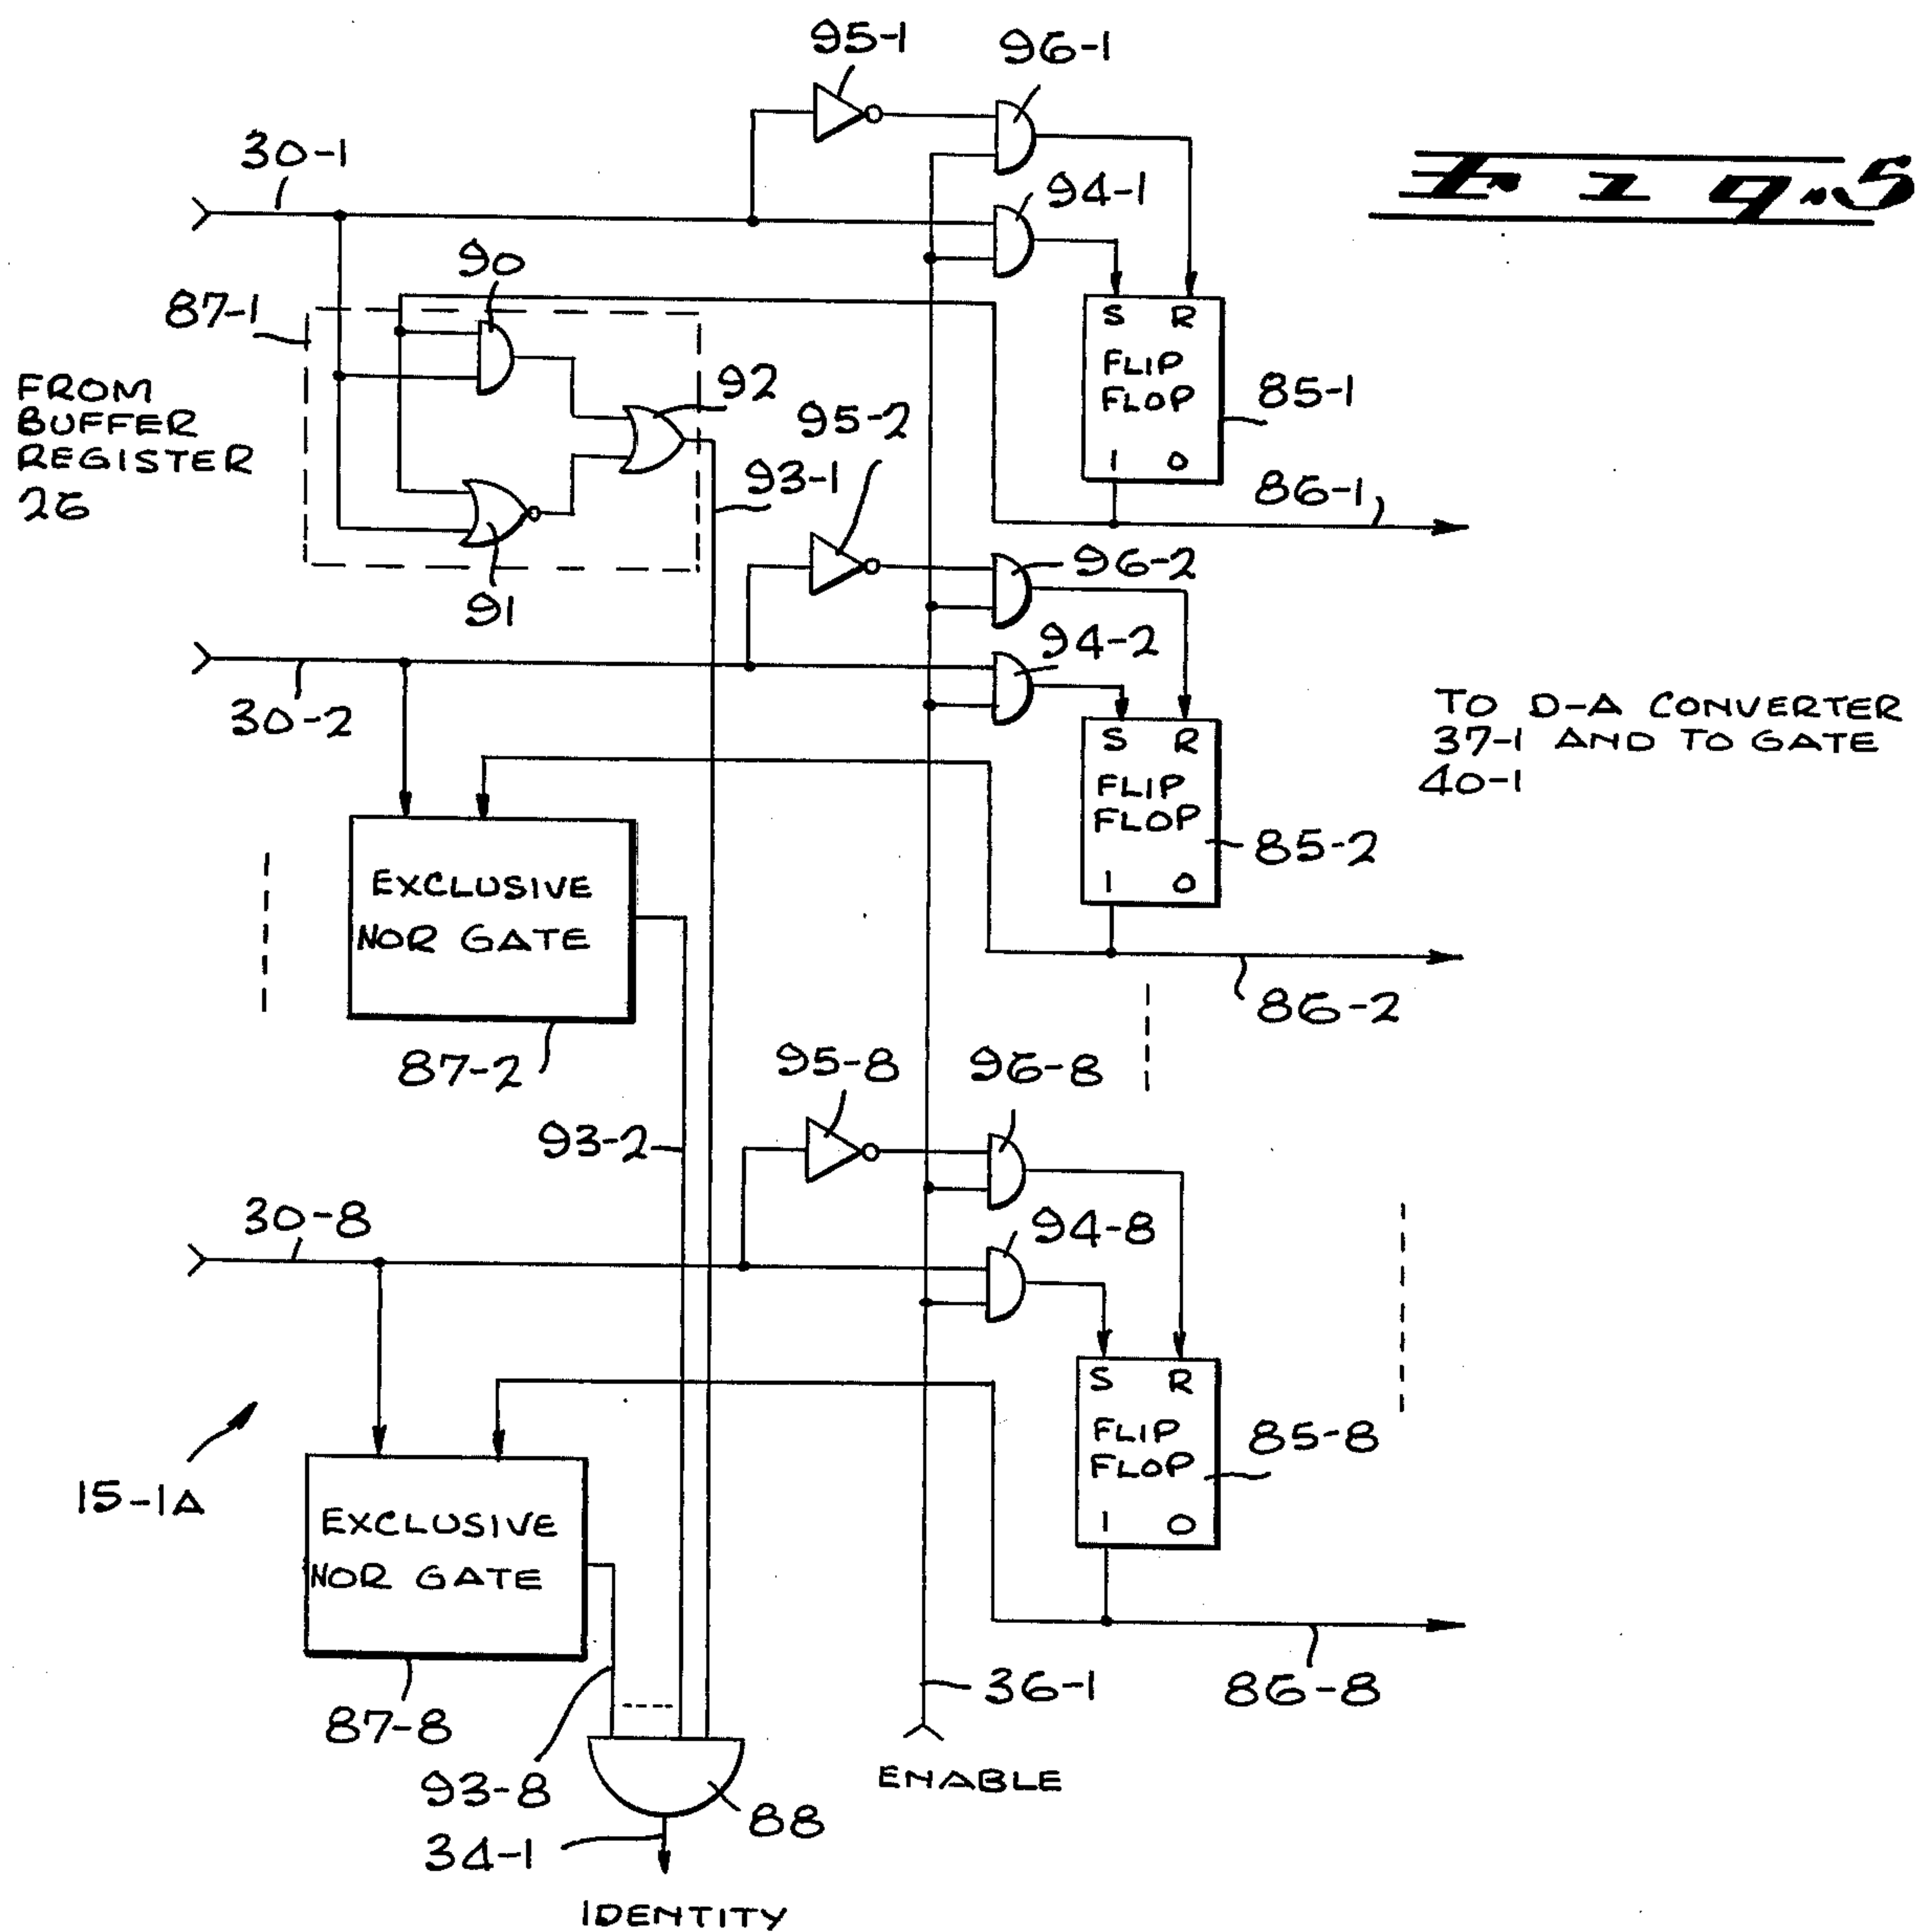 95-1
96-1
30-1
94-1
Fig. 5
90
87-1
S R
FLIP
FLOP
1 0
85-1
92
95-2
FROM
BUFFER
REGISTER
26
93-1
86-1
96-2
91
94-2
30-2
TO D-A CONVERTER
37-1 AND TO GATE
40-1
S R
FLIP
FLOP
1 0
85-2
EXCLUSIVE
NOR GATE
86-2
87-2
95-8
96-8
93-2
30-8
94-8
S R
FLIP
FLOP
1 0
85-8
15-1A
EXCLUSIVE
NOR GATE
36-1
86-8
87-8
93-8
ENABLE
88
34-1
IDENTITY